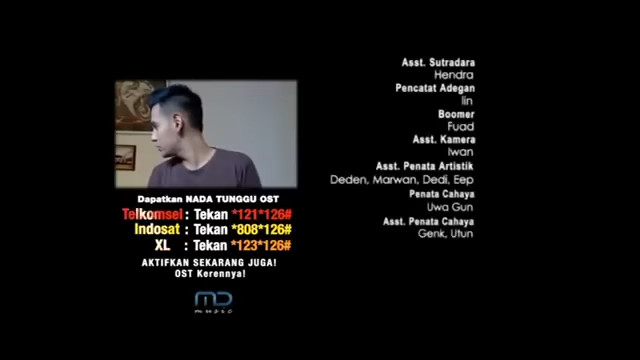 Dapatkan NADA TUNGGU OST
Telkomsel : Tekan *121*126#
Indosat : Tekan *808*126#
XL : Tekan *123*126#
AKTIFKAN SEKARANG JUGA!
OST Kerennya!
MD
music
Asst. Sutradara
Hendra
Pencatat Adegan
Iin
Boomer
Fuad
Asst. Kamera
Iwan
Asst. Penata Artistik
Deden, Marwan, Dedi, Eep
Penata Cahaya
Uwa Gun
Asst. Penata Cahaya
Genk, Utun